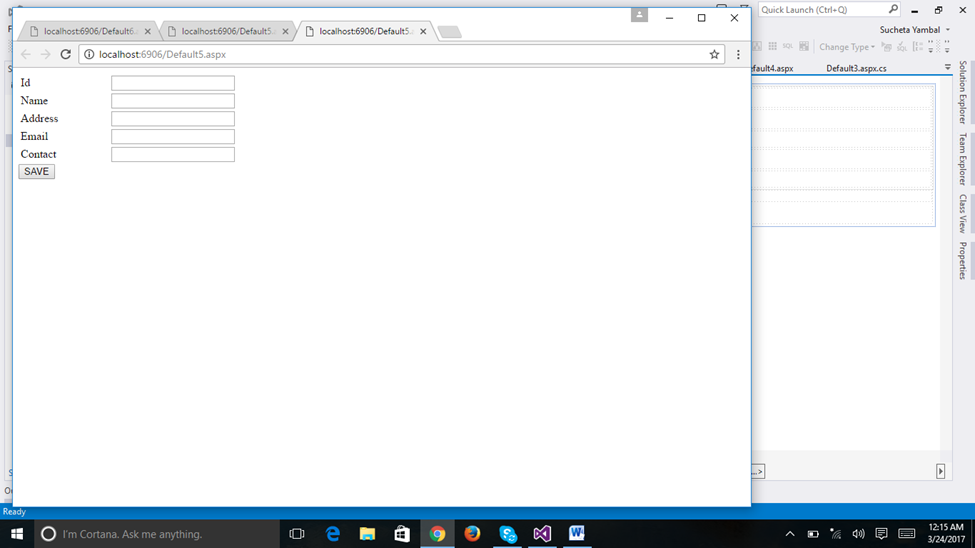 Quick Launch (Ctrl+Q)
localhost:6906/Default6.a
localhost:6906/Default5.
localhost:6906/Default5.
Sucheta Yambal
SQL
Change Type
localhost:6906/Default5.aspx
fault4.aspx
Default3.aspx.cs
Id
Name
Address
Email
Contact
SAVE
Solution Explorer
Team Explorer
Class View
Properties
...>
Ready
I'm Cortana. Ask me anything.
12:15 AM
3/24/2017